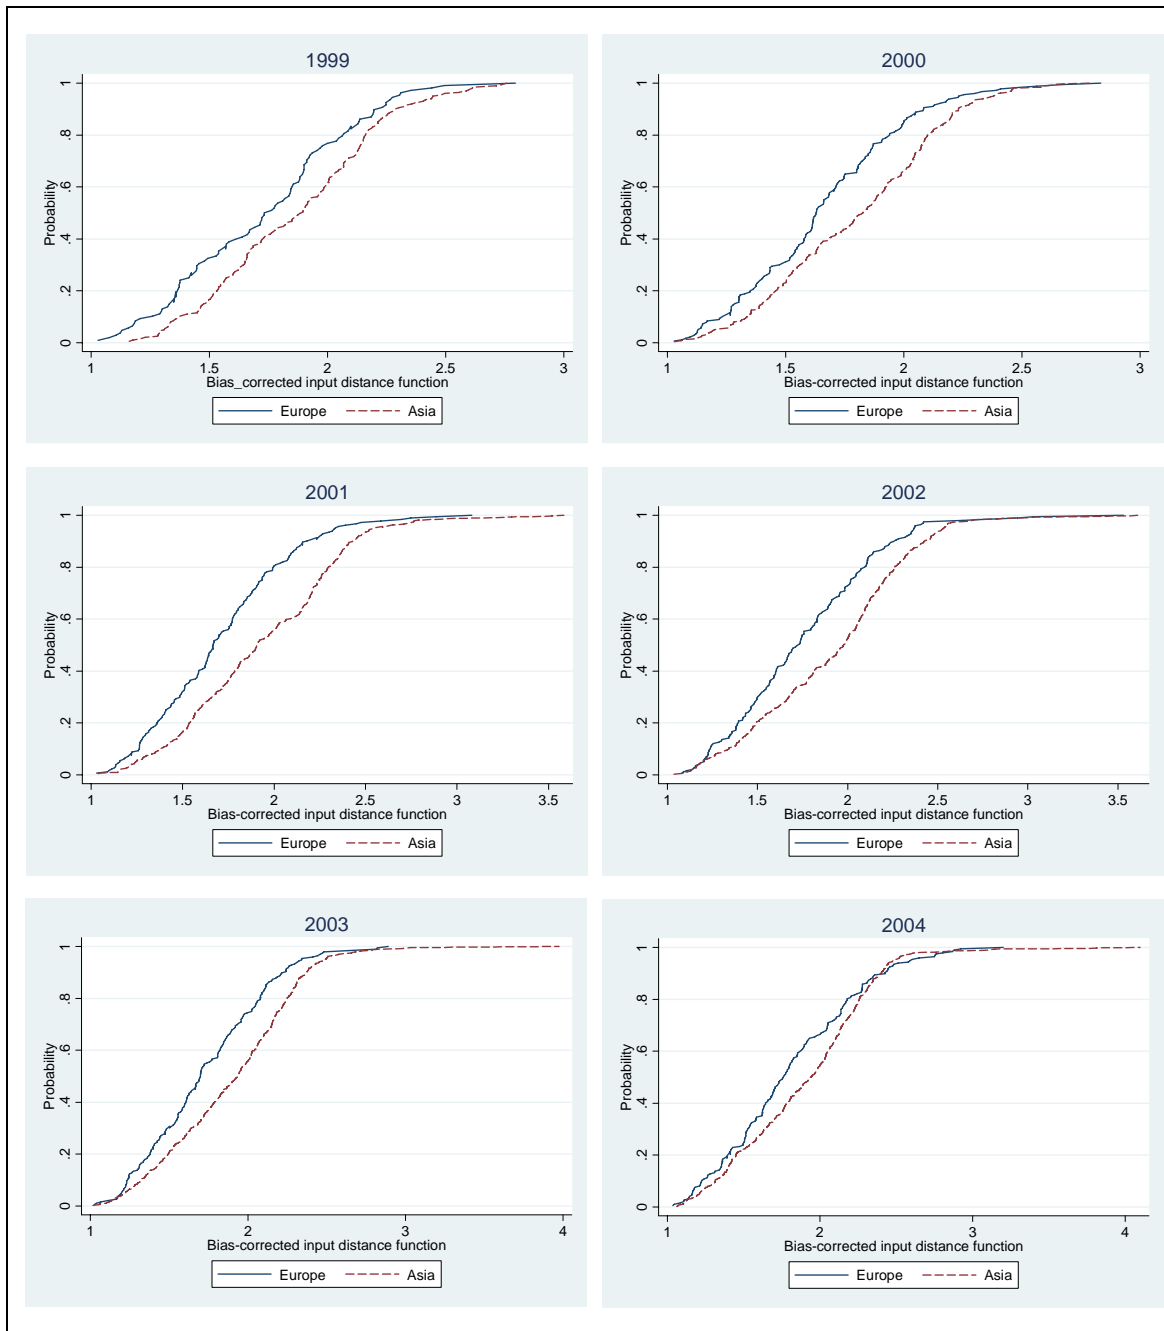 1999
Probability
0 .2 .4 .6 .8 1
1 1.5 2 2.5 3
Bias_corrected input distance function
Europe Asia
2000
Probability
0 .2 .4 .6 .8 1
1 1.5 2 2.5 3
Bias-corrected input distance function
Europe Asia
2001
Probability
0 .2 .4 .6 .8 1
1 1.5 2 2.5 3 3.5
Bias-corrected input distance function
Europe Asia
2002
Probability
0 .2 .4 .6 .8 1
1 1.5 2 2.5 3 3.5
Bias-corrected input distance function
Europe Asia
2003
Probability
0 .2 .4 .6 .8 1
1 2 3 4
Bias-corrected input distance function
Europe Asia
2004
Probability
0 .2 .4 .6 .8 1
1 2 3 4
Bias-corrected input distance function
Europe Asia